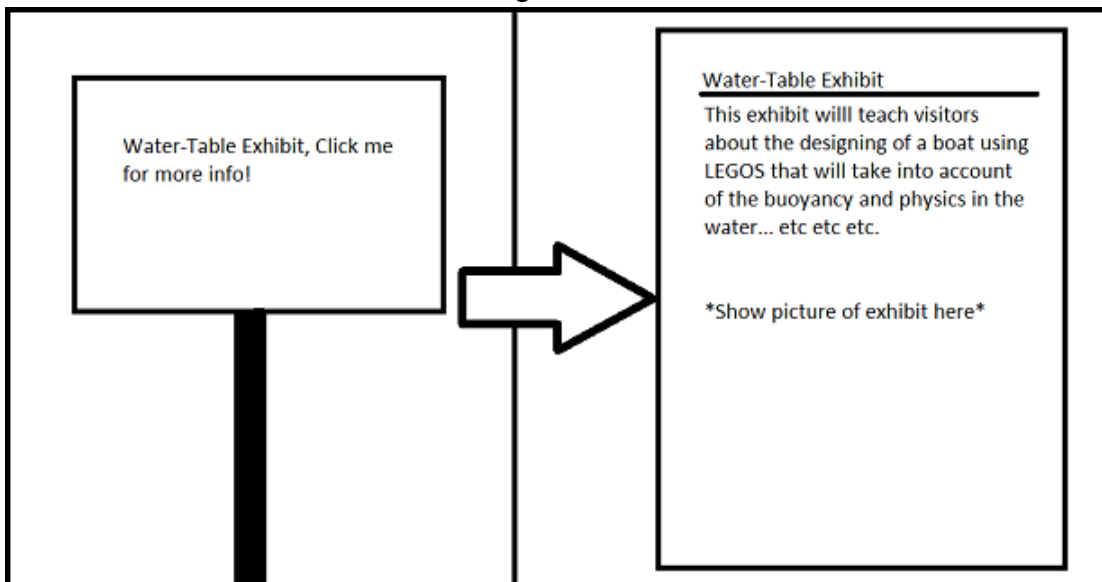 Water-Table Exhibit, Click me
for more info!
Water-Table Exhibit
This exhibit willl teach visitors
about the designing of a boat using
LEGOS that will take into account
of the buoyancy and physics in the
water... etc etc etc.
*Show picture of exhibit here*